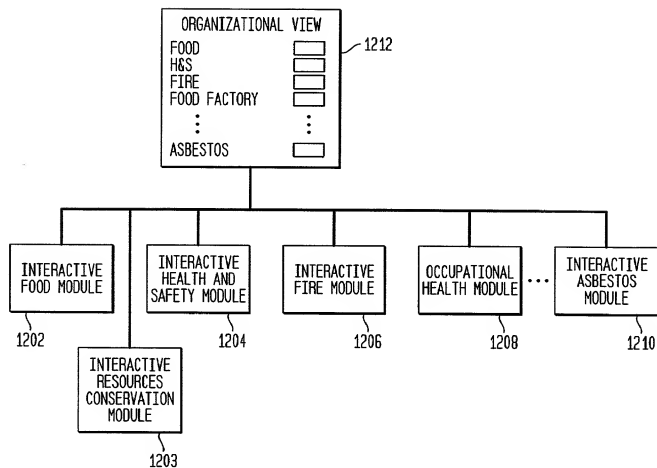 ORGANIZATIONAL VIEW
FOOD
H&S
FIRE
FOOD FACTORY
ASBESTOS
1212
INTERACTIVE
FOOD MODULE
1202
INTERACTIVE
RESOURCES
CONSERVATION
MODULE
1203
INTERACTIVE
HEALTH AND
SAFETY MODULE
1204
INTERACTIVE
FIRE MODULE
1206
OCCUPATIONAL
HEALTH MODULE
1208
INTERACTIVE
ASBESTOS
MODULE
1210